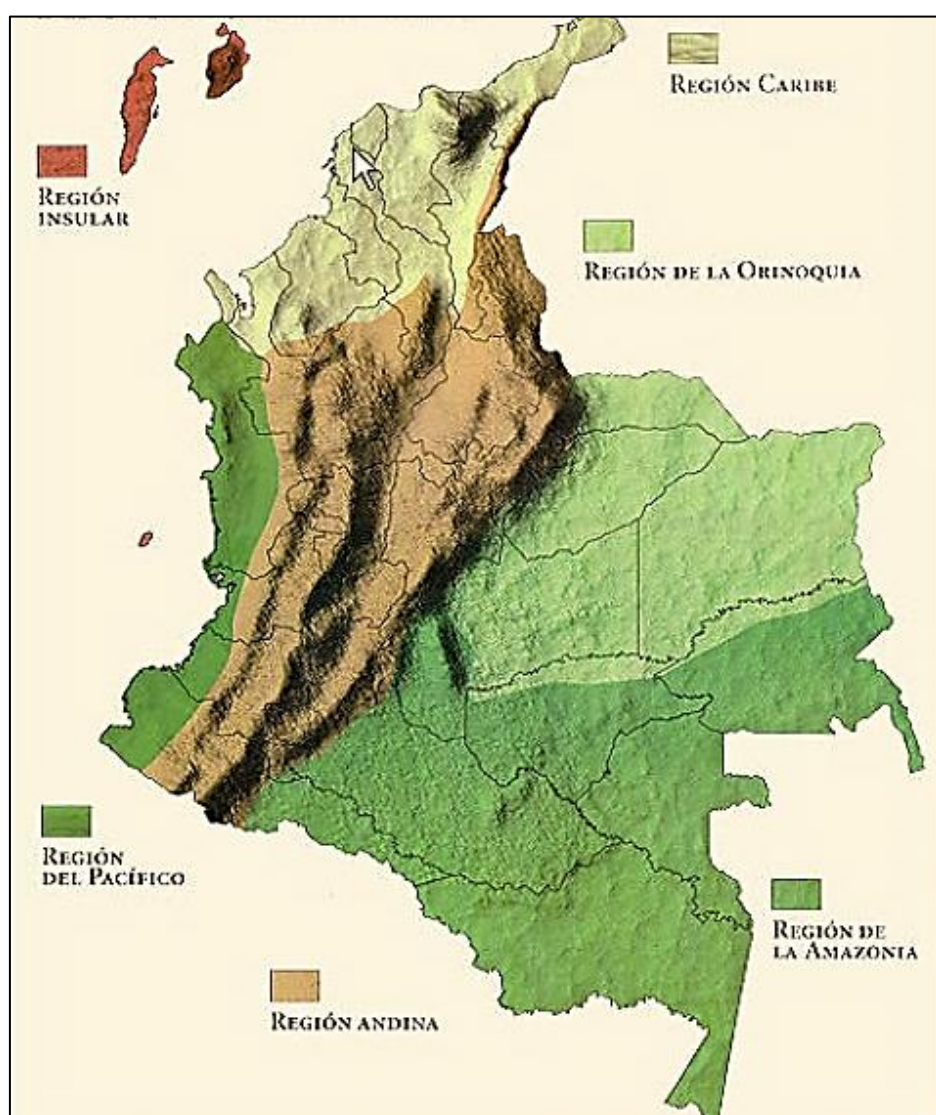 REGIÓN CARIBE
REGIÓN
INSULAR
REGIÓN DE LA ORINOQUIA
REGIÓN
DEL PACÍFICO
REGIÓN DE
LA AMAZONIA
REGIÓN ANDINA